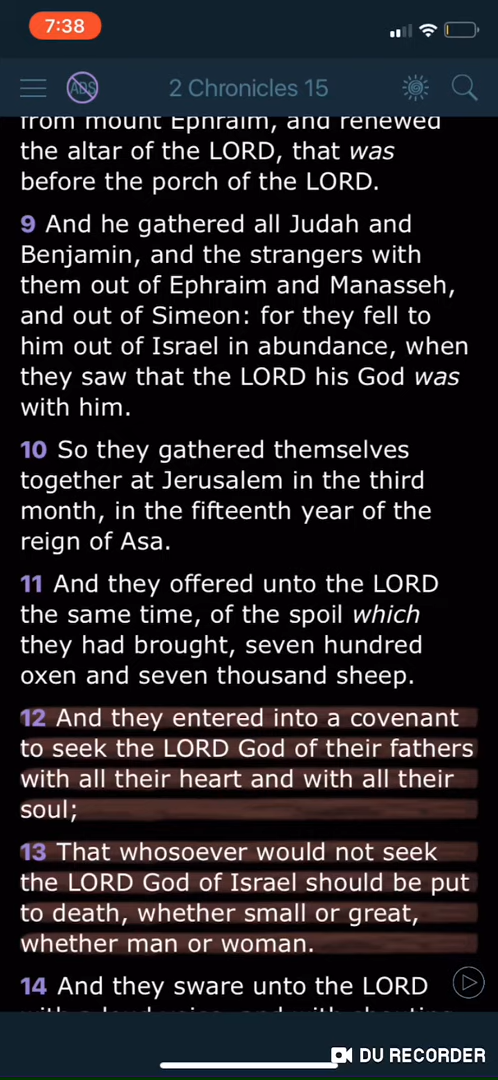 7:38
ADS
2 Chronicles 15
from mount Ephraim, and renewed
the altar of the LORD, that was
before the porch of the LORD.
9 And he gathered all Judah and
Benjamin, and the strangers with
them out of Ephraim and Manasseh,
and out of Simeon: for they fell to
him out of Israel in abundance, when
they saw that the LORD his God was
with him.
10 So they gathered themselves
together at Jerusalem in the third
month, in the fifteenth year of the
reign of Asa.
11 And they offered unto the LORD
the same time, of the spoil which
they had brought, seven hundred
oxen and seven thousand sheep.
12 And they entered into a covenant
to seek the LORD God of their fathers
with all their heart and with all their
soul;
13 That whosoever would not seek
the LORD God of Israel should be put
to death, whether small or great,
whether man or woman.
14 And they sware unto the LORD
DU RECORDER